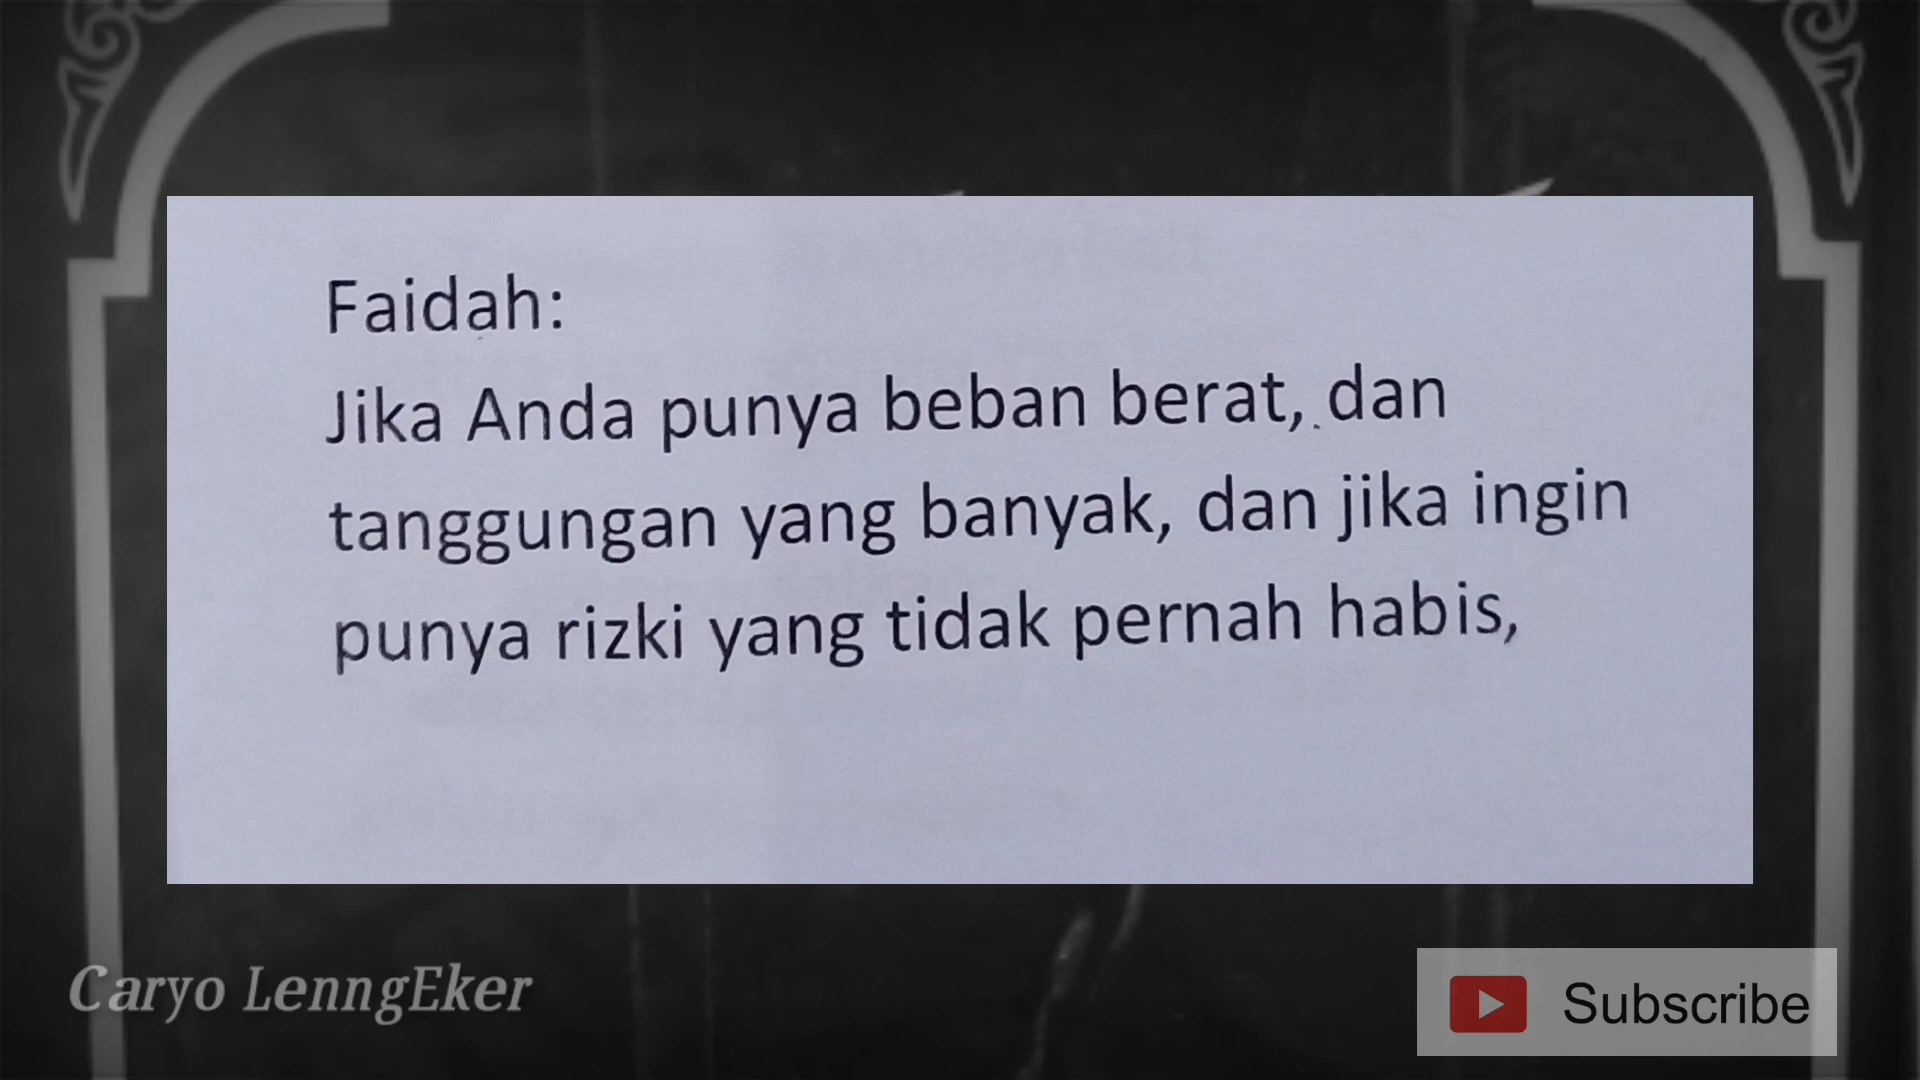 Faidah:
Jika Anda punya beban berat, dan
tanggungan yang banyak, dan jika ingin
punya rizki yang tidak pernah habis,
Caryo LenngEker
Subscribe